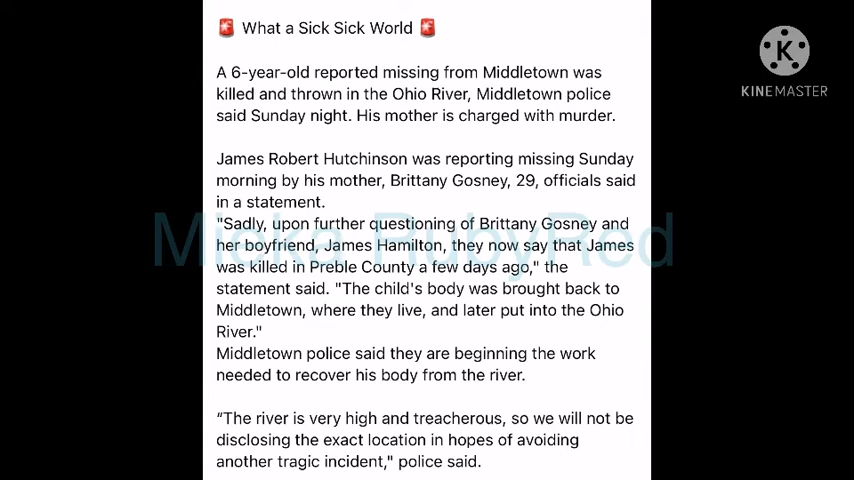 🚨 What a Sick Sick World 🚨
KINEMASTER
A 6-year-old reported missing from Middletown was
killed and thrown in the Ohio River, Middletown police
said Sunday night. His mother is charged with murder.
James Robert Hutchinson was reporting missing Sunday
morning by his mother, Brittany Gosney, 29, officials said
in a statement.
"Sadly, upon further questioning of Brittany Gosney and
her boyfriend, James Hamilton, they now say that James
was killed in Preble County a few days ago," the
statement said. "The child's body was brought back to
Middletown, where they live, and later put into the Ohio
River."
Middletown police said they are beginning the work
needed to recover his body from the river.
“The river is very high and treacherous, so we will not be
disclosing the exact location in hopes of avoiding
another tragic incident," police said.
Micka RubyRed